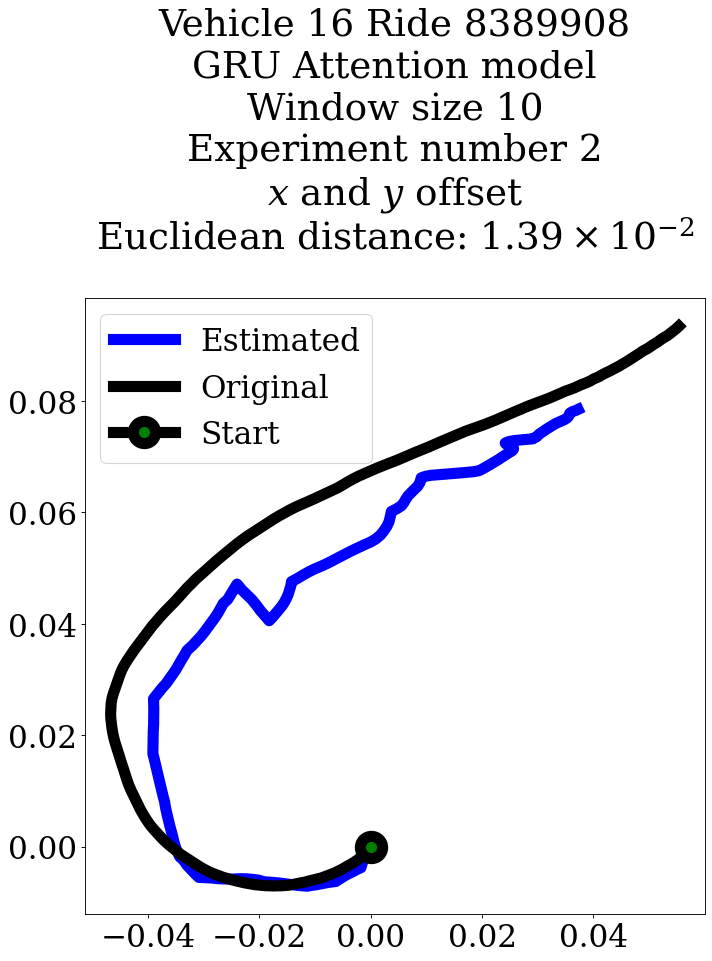 Vehicle 16 Ride 8389908
GRU Attention model
Window size 10
Experiment number 2
x and y offset
Euclidean distance: 1.39 × 10⁻²
Estimated
Original
Start
0.08
0.06
0.04
0.02
0.00
−0.04 −0.02 0.00 0.02 0.04